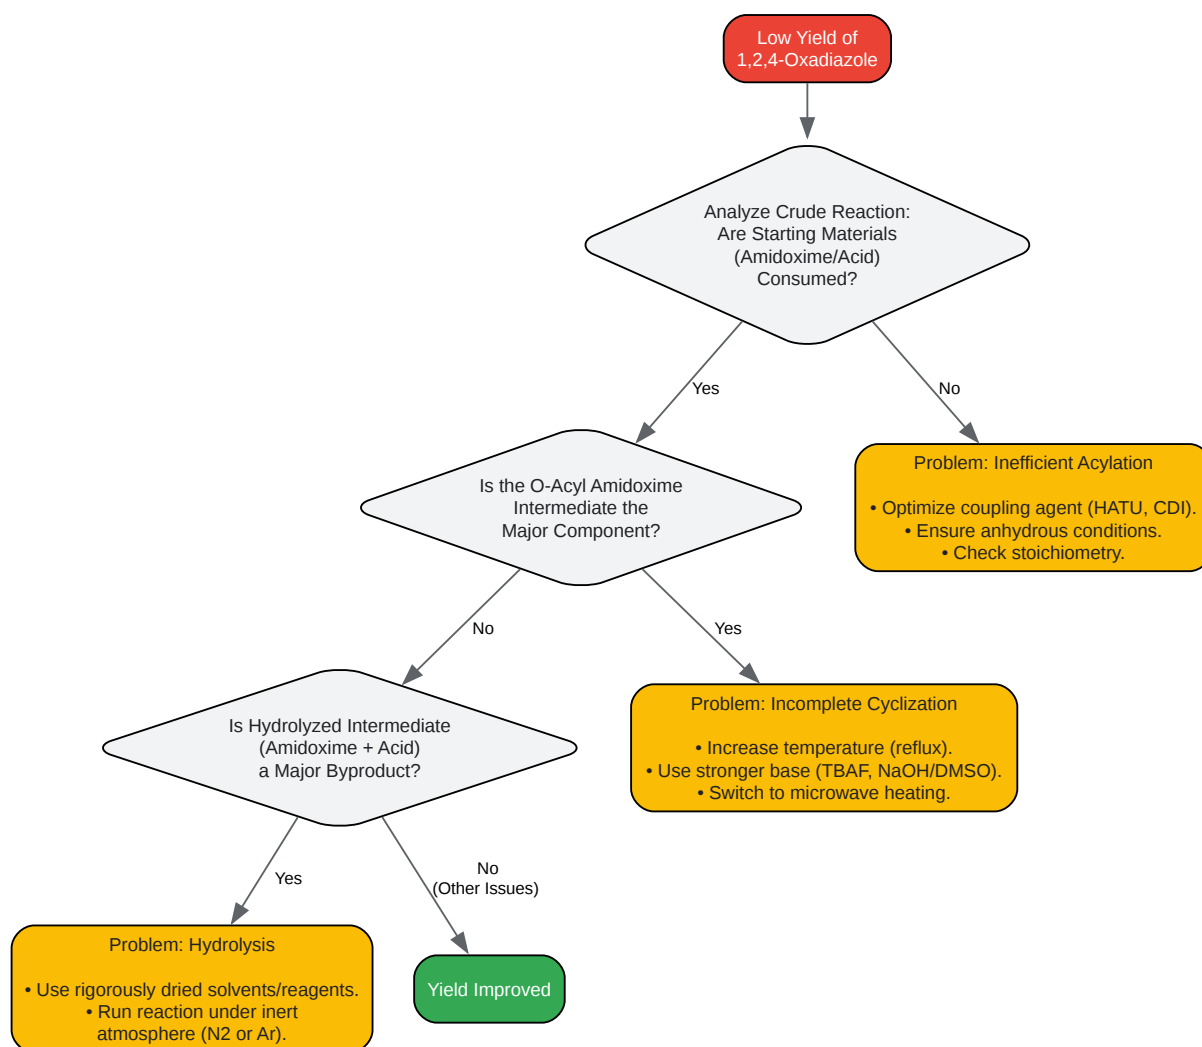 Low Yield of
1,2,4-Oxadiazole
Analyze Crude Reaction:
Are Starting Materials
(Amidoxime/Acid)
Consumed?
Yes
No
Is the O-Acyl Amidoxime
Intermediate the
Major Component?
Problem: Inefficient Acylation
• Optimize coupling agent (HATU, CDI).
• Ensure anhydrous conditions.
• Check stoichiometry.
No
Yes
Is Hydrolyzed Intermediate
(Amidoxime + Acid)
a Major Byproduct?
Problem: Incomplete Cyclization
• Increase temperature (reflux).
• Use stronger base (TBAF, NaOH/DMSO).
• Switch to microwave heating.
Yes
No
(Other Issues)
Problem: Hydrolysis
• Use rigorously dried solvents/reagents.
• Run reaction under inert
atmosphere (N2 or Ar).
Yield Improved